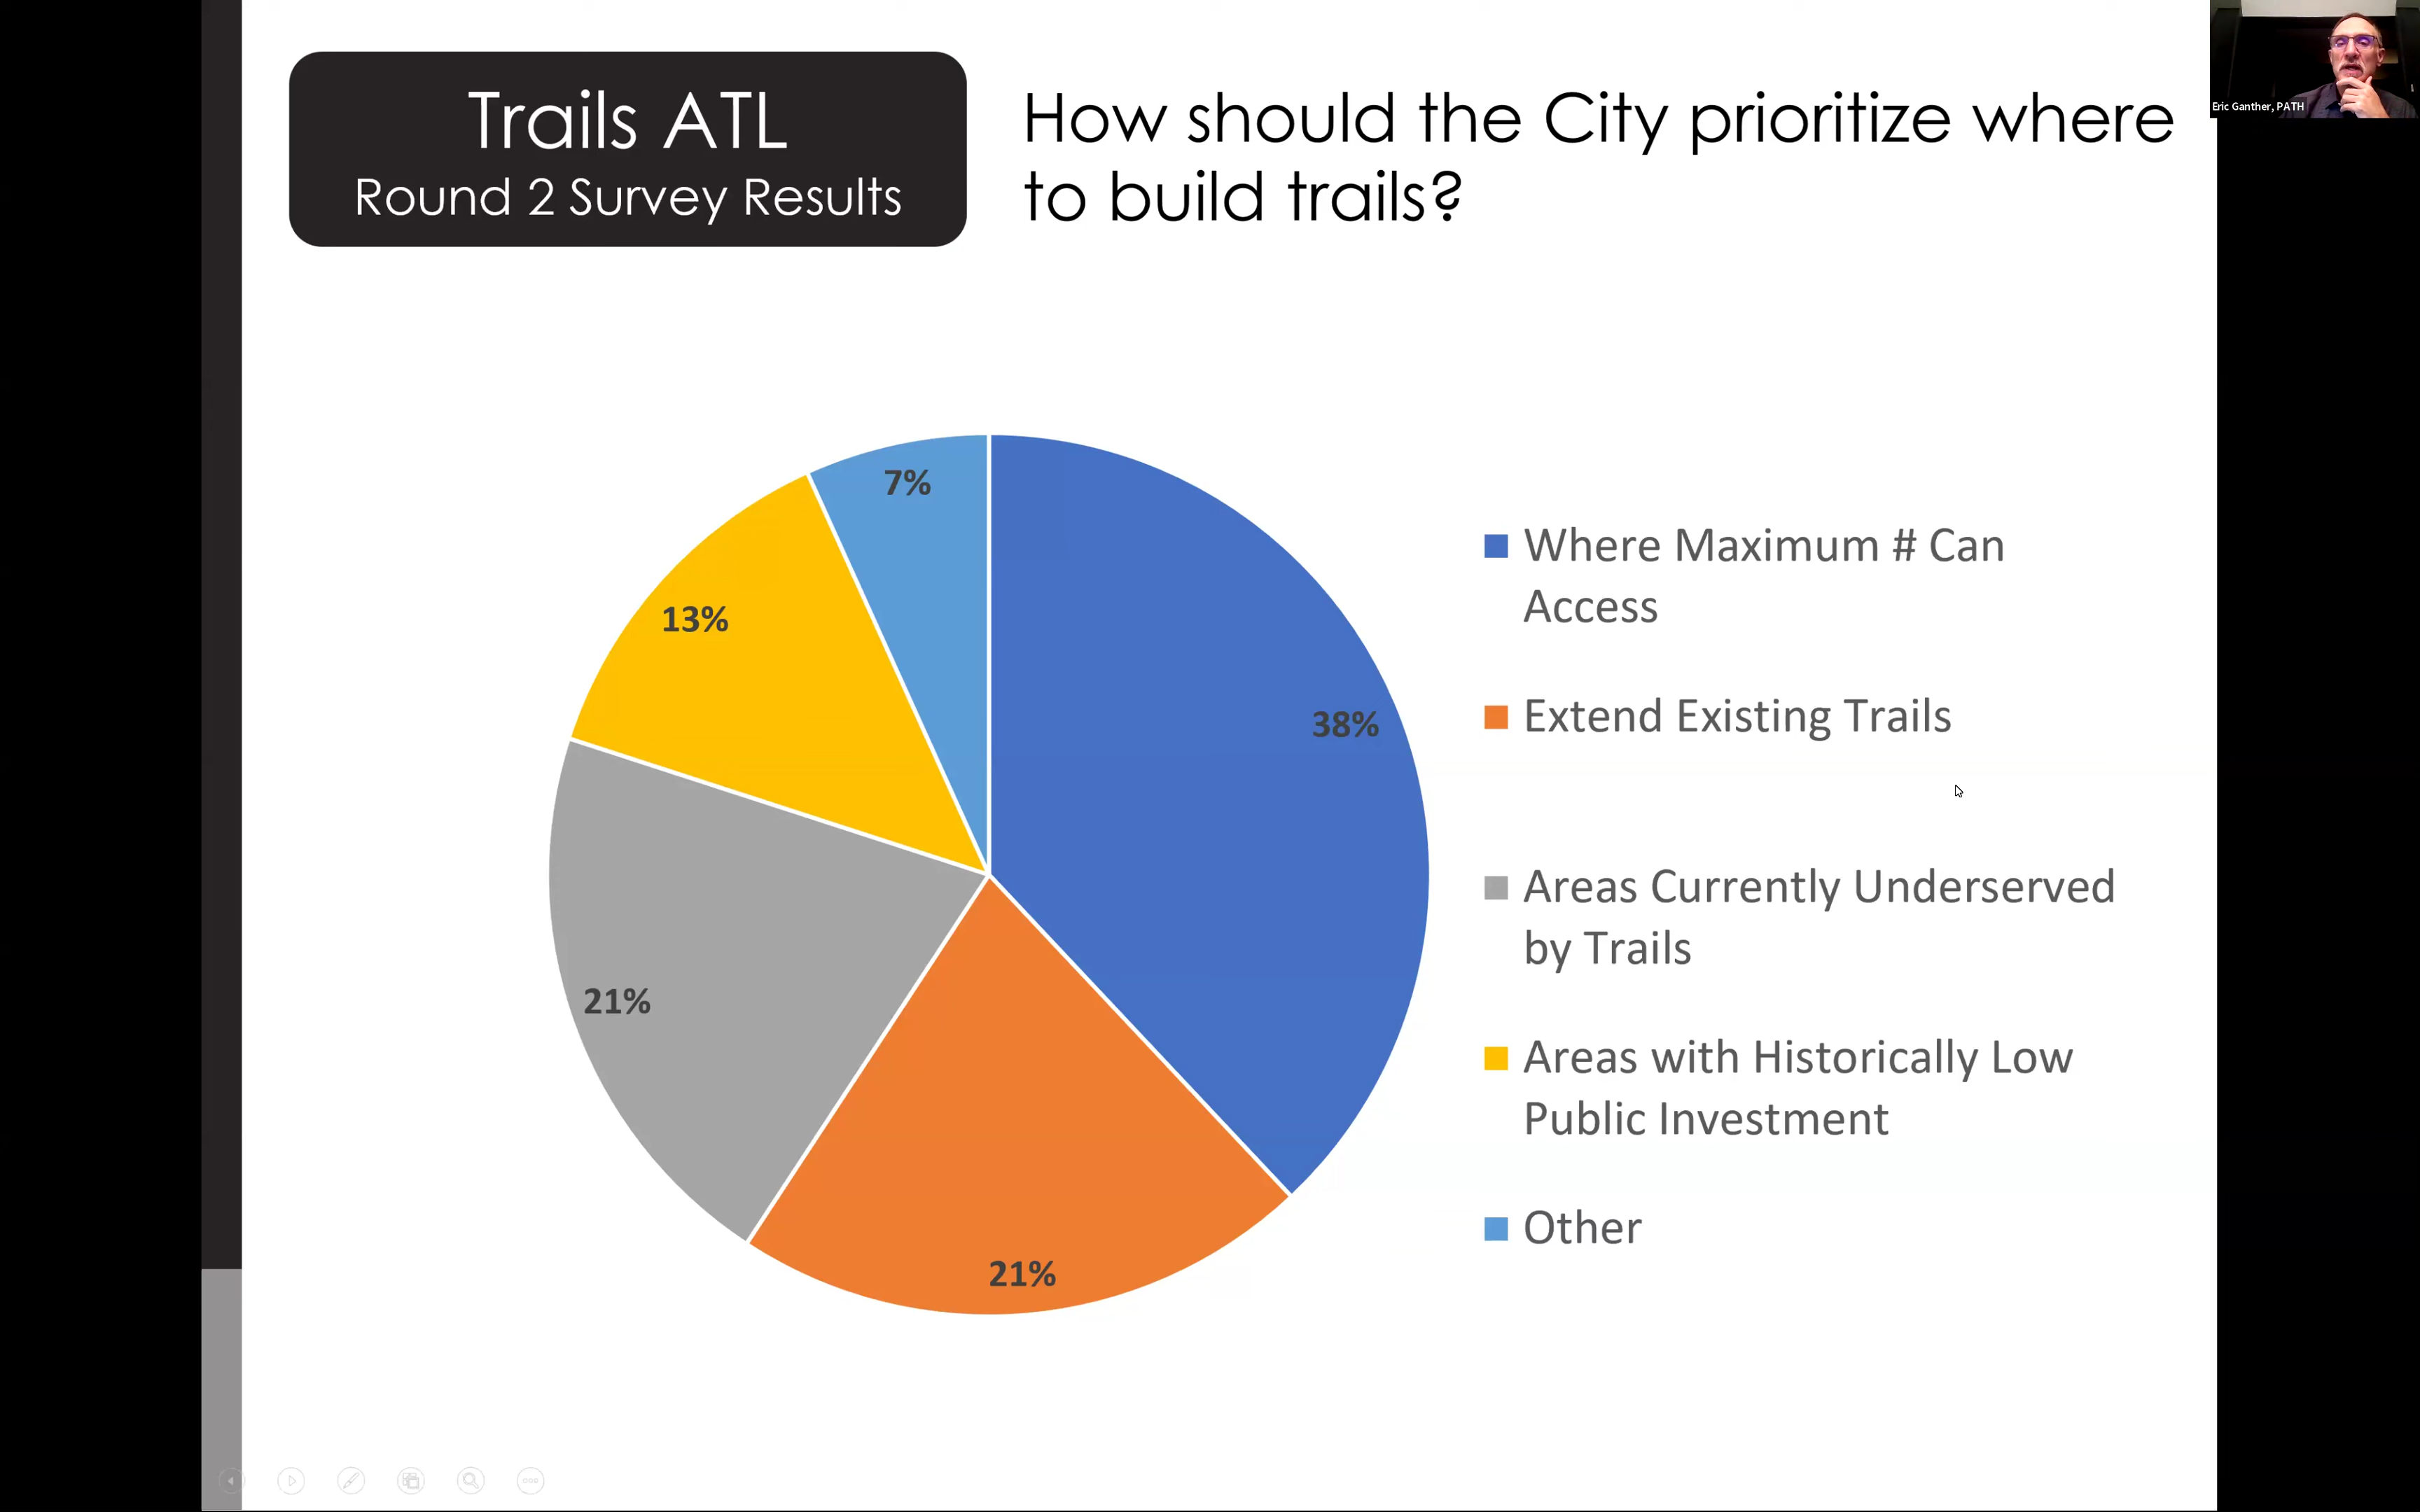 Trails ATL
Round 2 Survey Results
How should the City prioritize where
to build trails?
Eric Ganther, PATH
7%
13%
38%
21%
21%
Where Maximum # Can
Access
Extend Existing Trails
Areas Currently Underserved
by Trails
Areas with Historically Low
Public Investment
Other